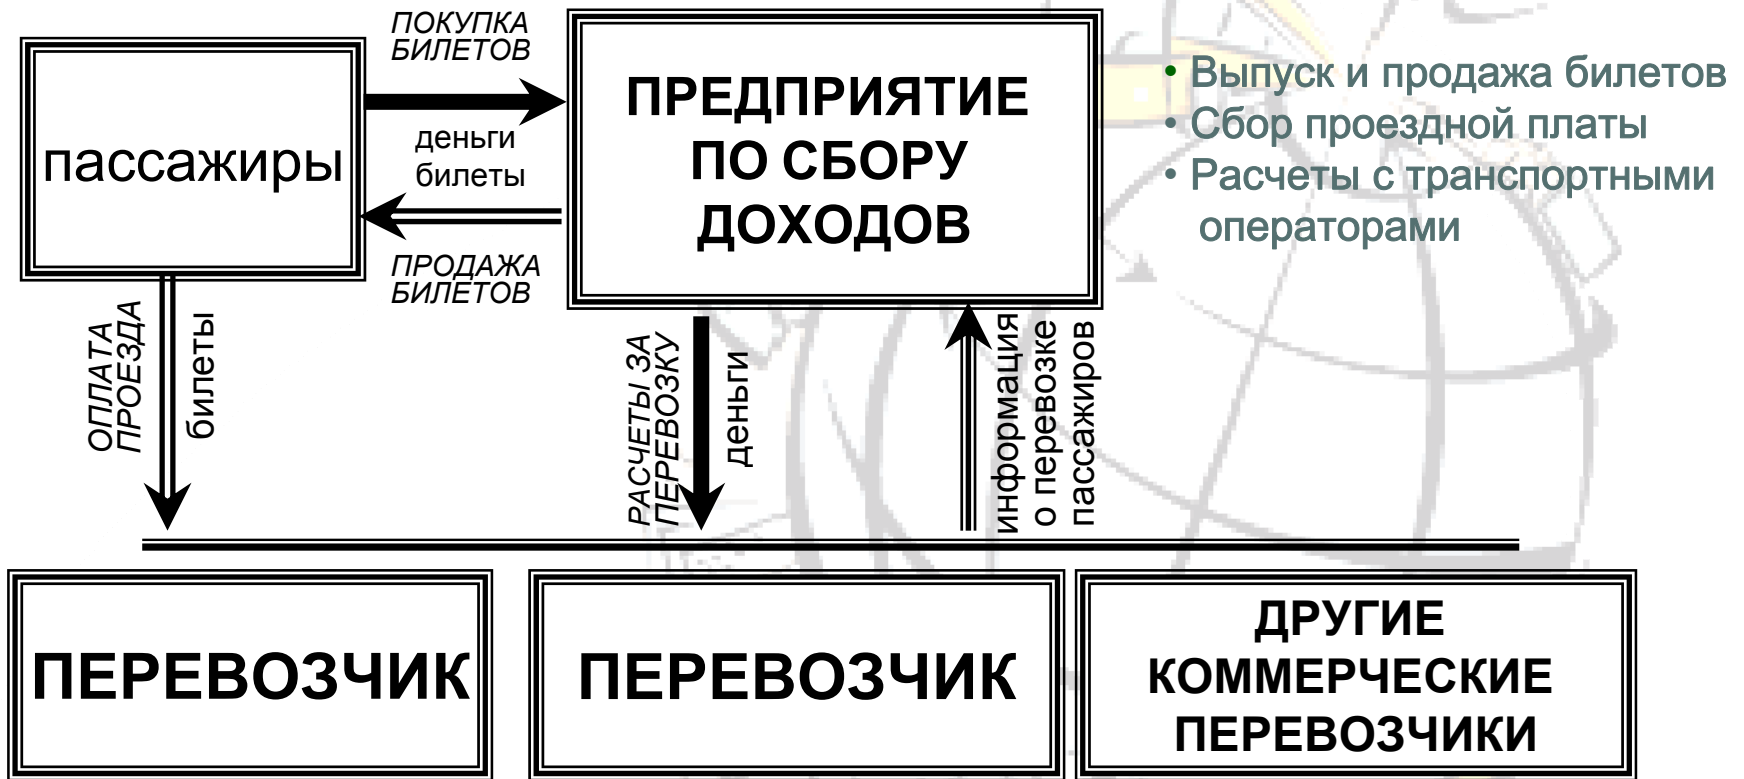 ПОКУПКА
БИЛЕТОВ
пассажиры
деньги
билеты
ПРОДАЖА
БИЛЕТОВ
ПРЕДПРИЯТИЕ
ПО СБОРУ
ДОХОДОВ
• Выпуск и продажа билетов
• Сбор проездной платы
• Расчеты с транспортными
операторами
ОПЛАТА
ПРОЕЗДА
билеты
РАСЧЕТЫ ЗА
ПЕРЕВОЗКУ
деньги
информация
о перевозке
пассажиров
ПЕРЕВОЗЧИК
ПЕРЕВОЗЧИК
ДРУГИЕ
КОММЕРЧЕСКИЕ
ПЕРЕВОЗЧИКИ